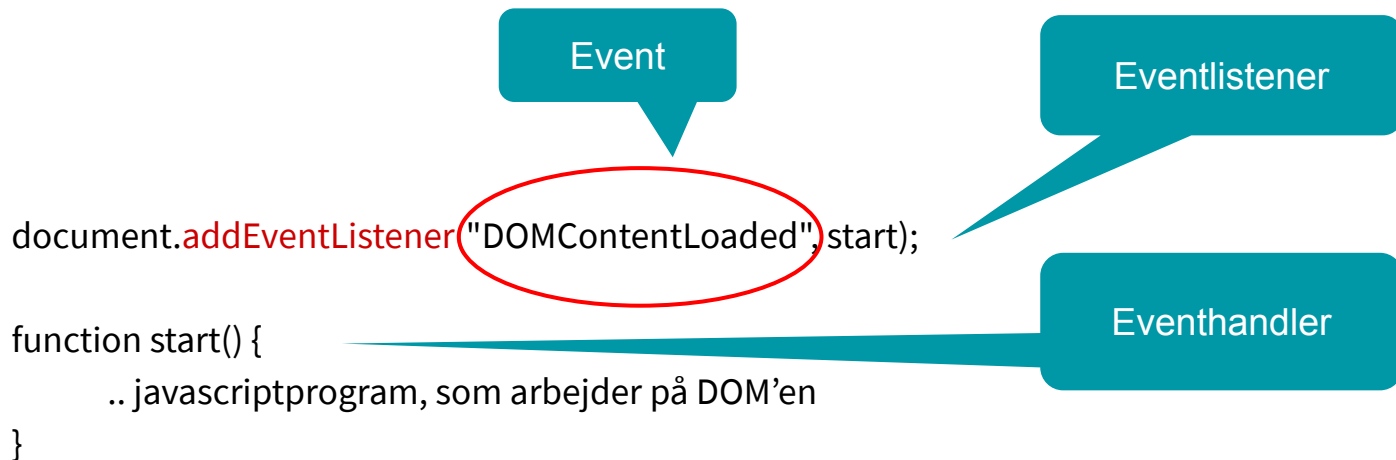 Event
Eventlistener
document.addEventListener("DOMContentLoaded", start);
Eventhandler
function start() {
.. javascriptprogram, som arbejder på DOM’en
}